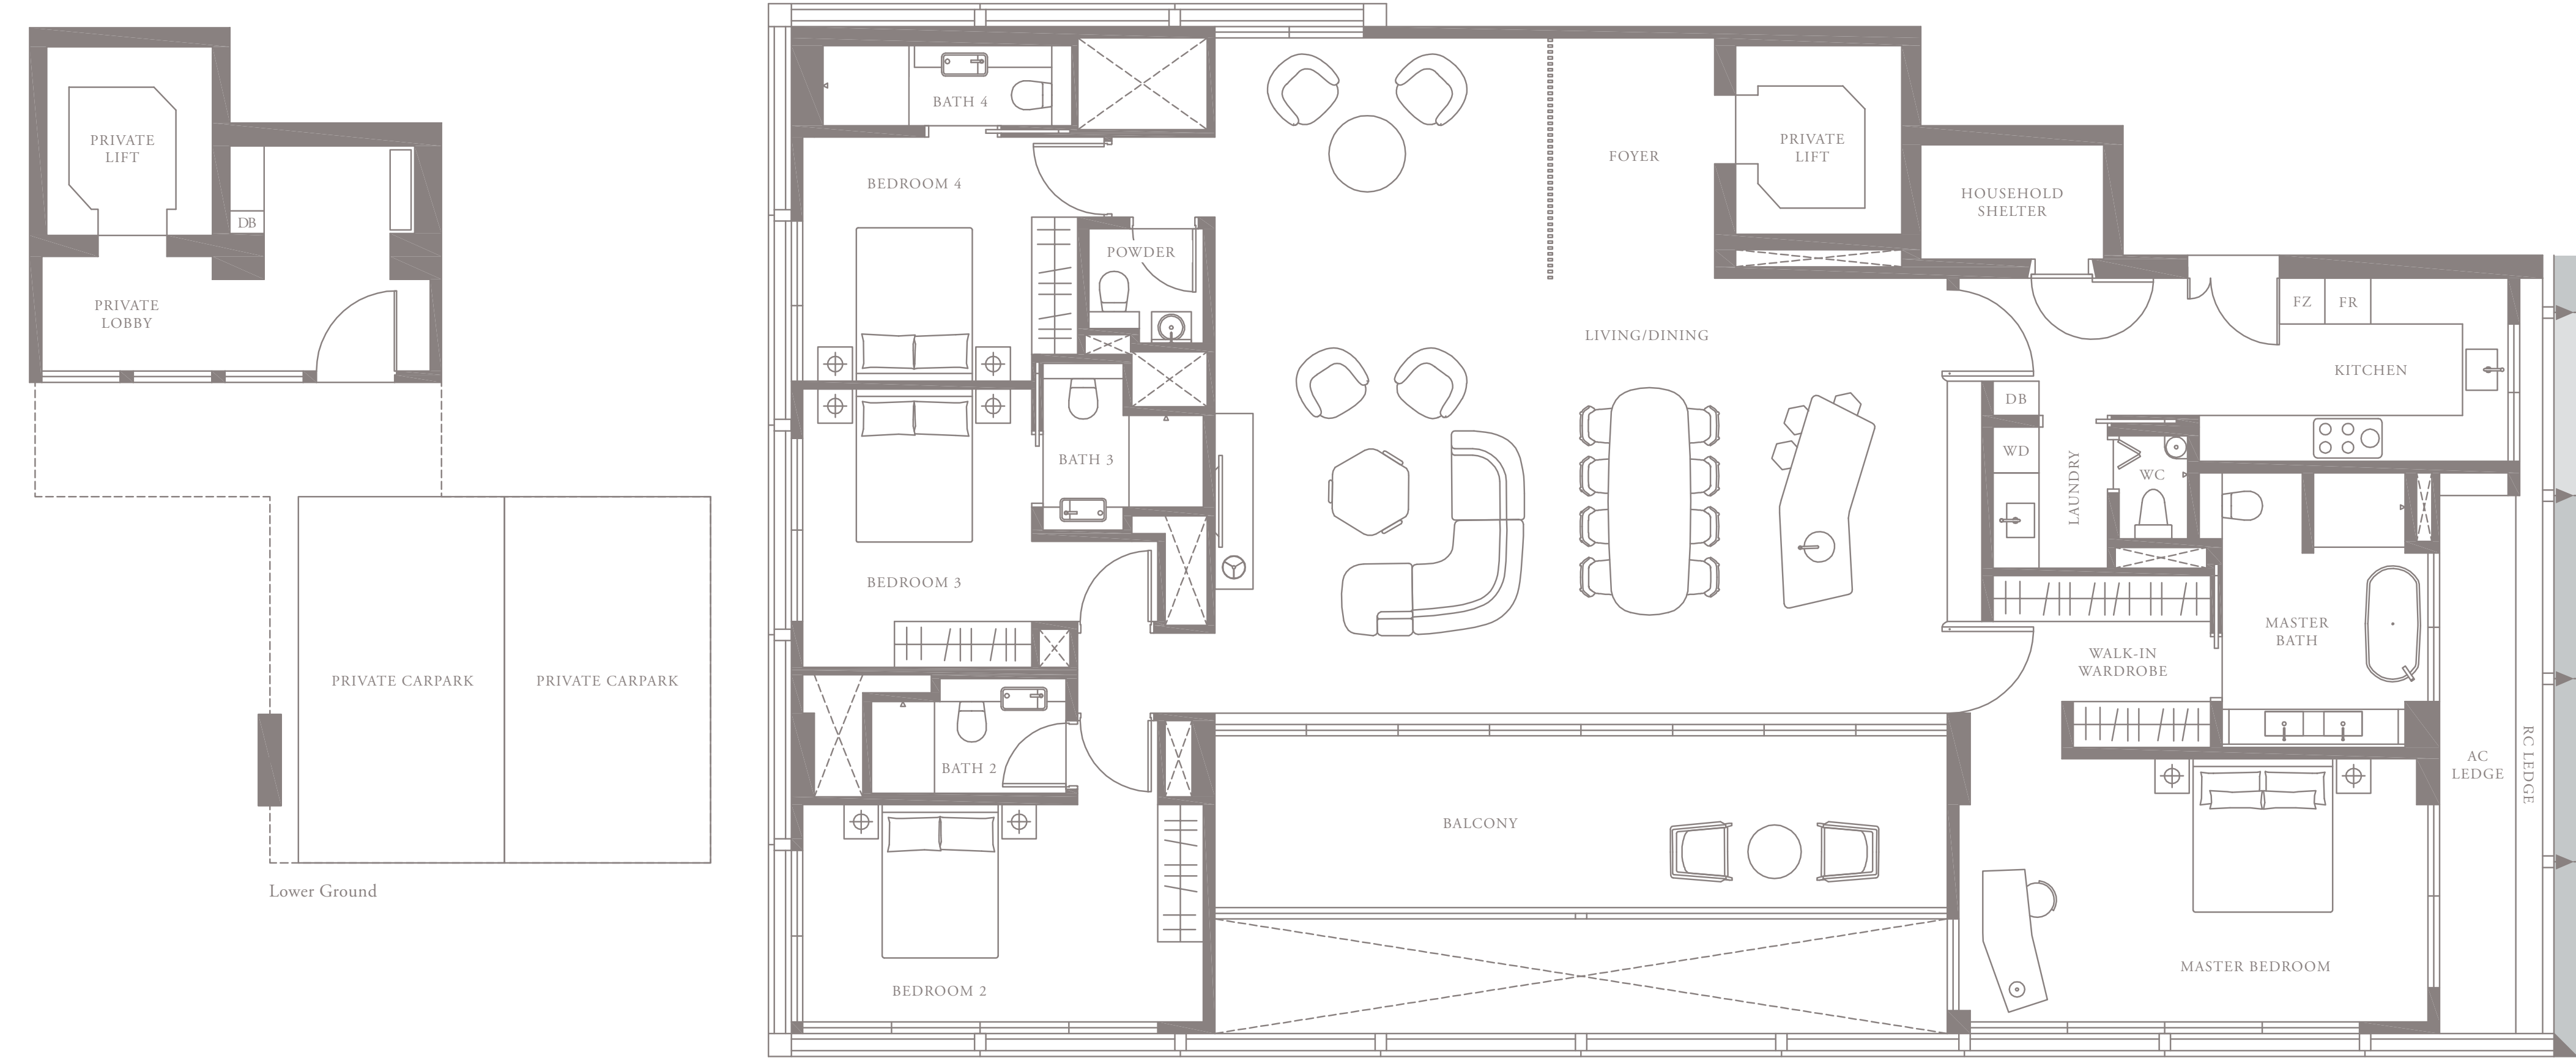 PRIVATE
LIFT
DB
PRIVATE
LOBBY
PRIVATE CARPARK
PRIVATE CARPARK
Lower Ground
BATH 4
BEDROOM 4
POWDER
BATH 3
BEDROOM 3
BATH 2
BEDROOM 2
FOYER
PRIVATE
LIFT
HOUSEHOLD
SHELTER
LIVING/DINING
FZ
FR
KITCHEN
DB
WD
LAUNDRY
WC
MASTER
BATH
WALK-IN
WARDROBE
BALCONY
AC
LEDGE
RC LEDGE
MASTER BEDROOM